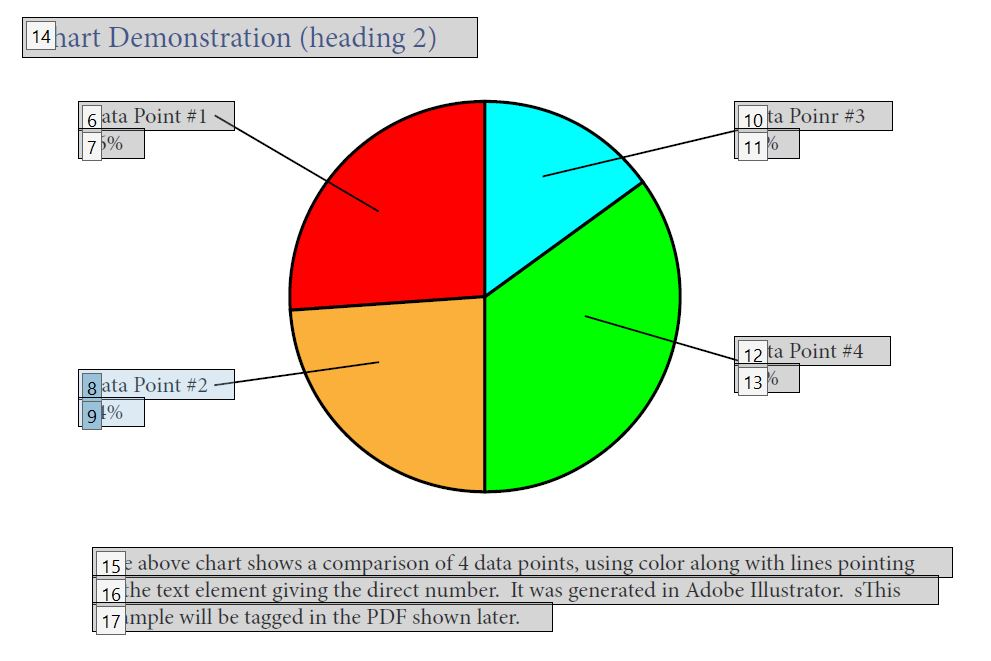 14 hart Demonstration (heading 2)
6 ata Point #1
7 %
10 ta Poinr #3
11 %
8 ata Point #2
9 4%
12 ta Point #4
13 %
15 e above chart shows a comparison of 4 data points, using color along with lines pointing
16 the text element giving the direct number. It was generated in Adobe Illustrator. sThis
17 mple will be tagged in the PDF shown later.